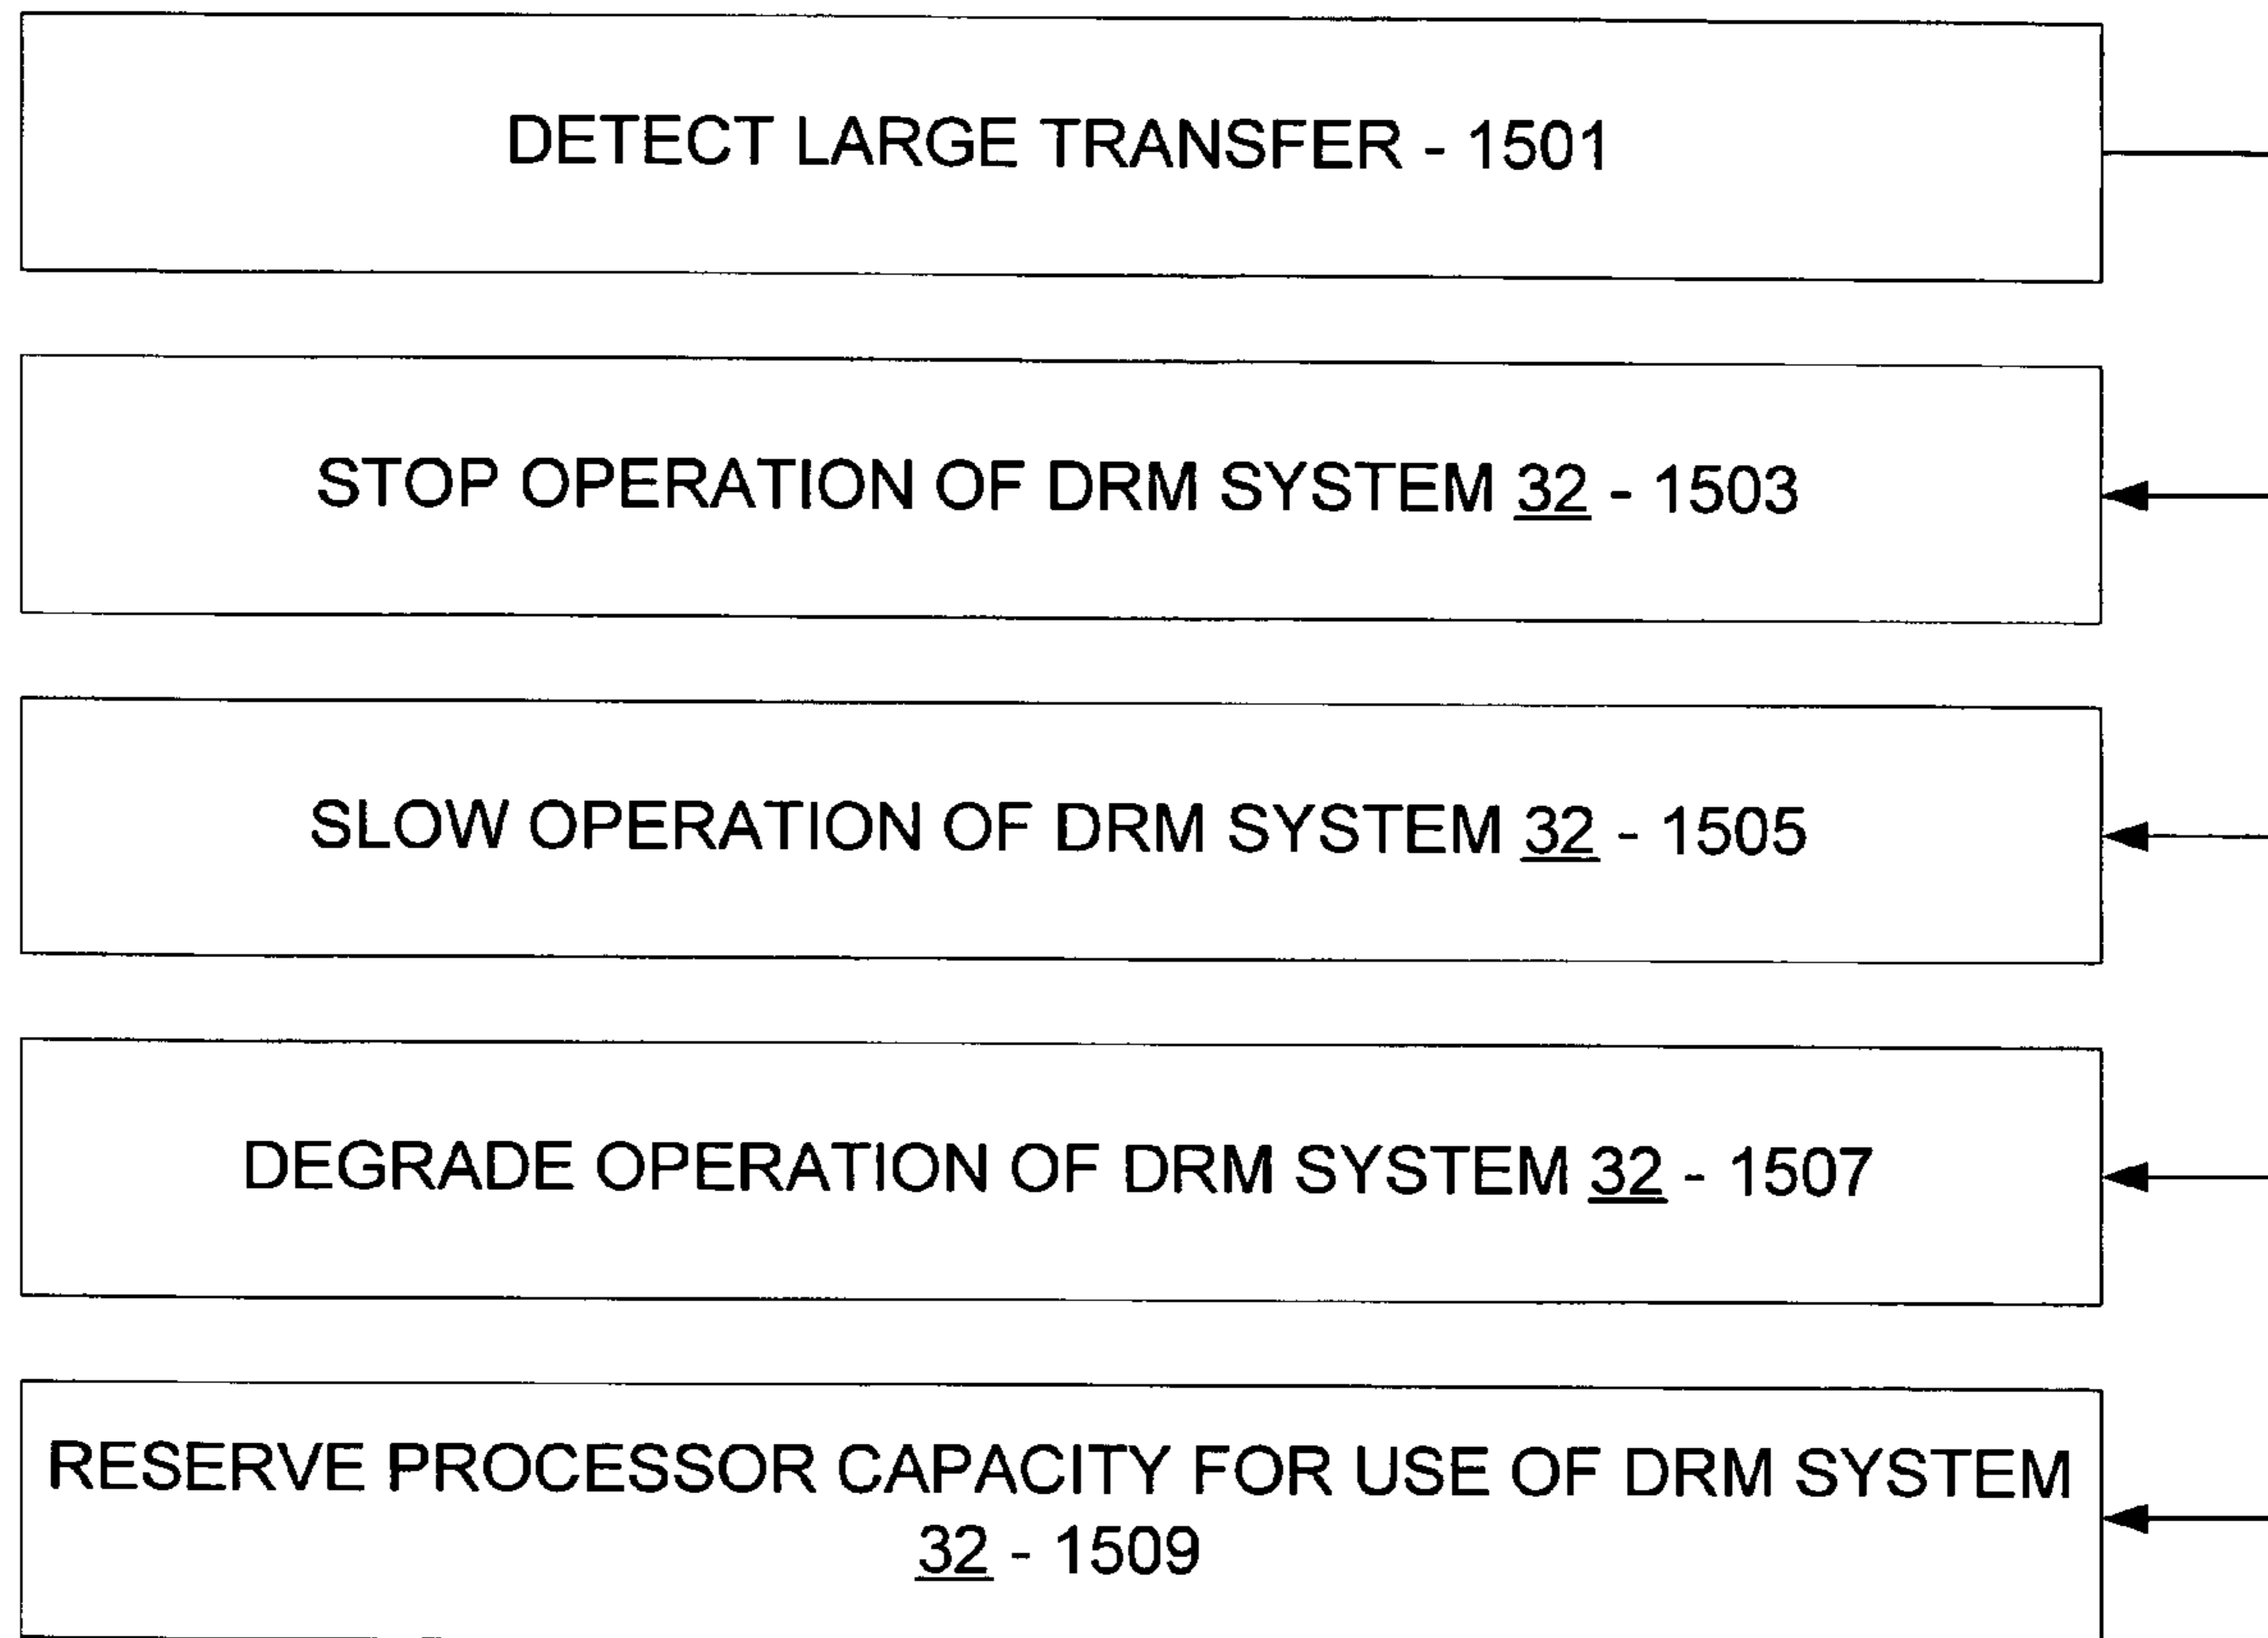 DETECT LARGE TRANSFER - 1501
STOP OPERATION OF DRM SYSTEM 32 - 1503
SLOW OPERATION OF DRM SYSTEM 32 - 1505
DEGRADE OPERATION OF DRM SYSTEM 32 - 1507
RESERVE PROCESSOR CAPACITY FOR USE OF DRM SYSTEM
32 - 1509